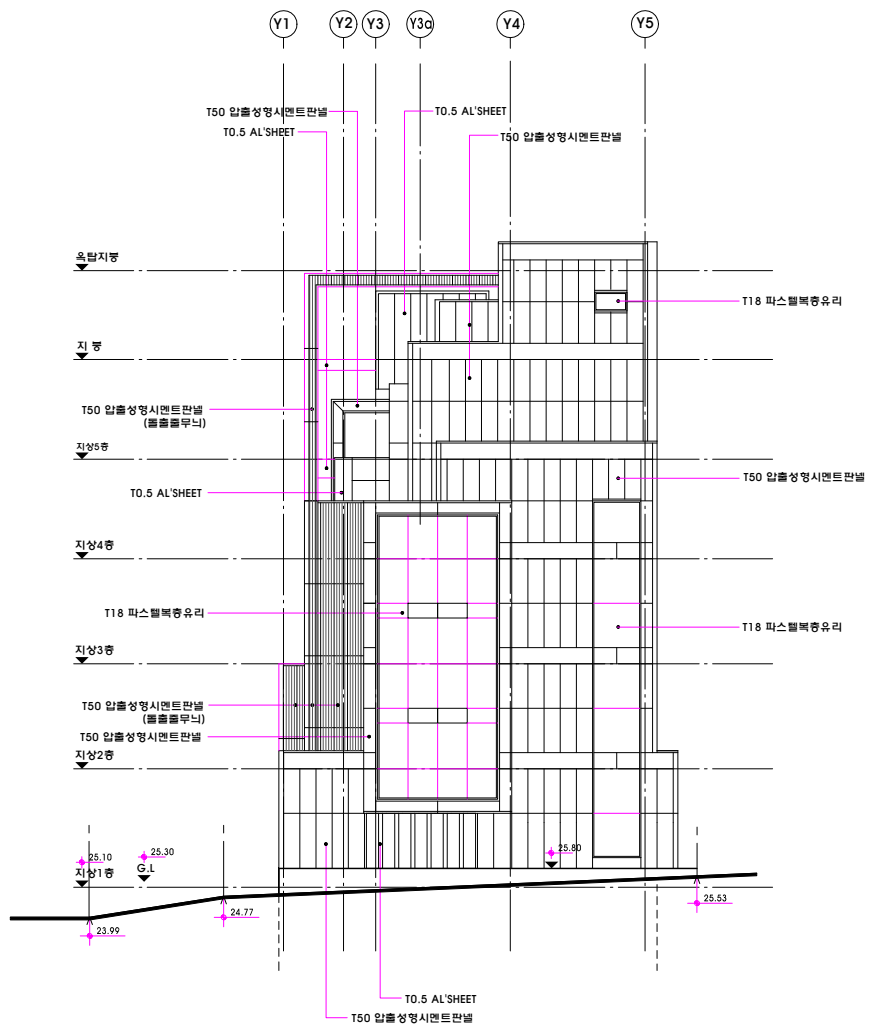 Y1 Y2 Y3 Y3a Y4 Y5
T50 압출성형시멘트판넬
T0.5 AL'SHEET
T0.5 AL'SHEET
T50 압출성형시멘트판넬
옥탑지붕
T18 파스텔복층유리
지 붕
T50 압출성형시멘트판넬
(돌출줄무늬)
지상5층
T50 압출성형시멘트판넬
T0.5 AL'SHEET
지상4층
T18 파스텔복층유리
T18 파스텔복층유리
지상3층
T50 압출성형시멘트판넬
(돌출줄무늬)
T50 압출성형시멘트판넬
지상2층
25.10
25.30
25.80
G.L
지상1층
25.53
24.77
23.99
T0.5 AL'SHEET
T50 압출성형시멘트판넬